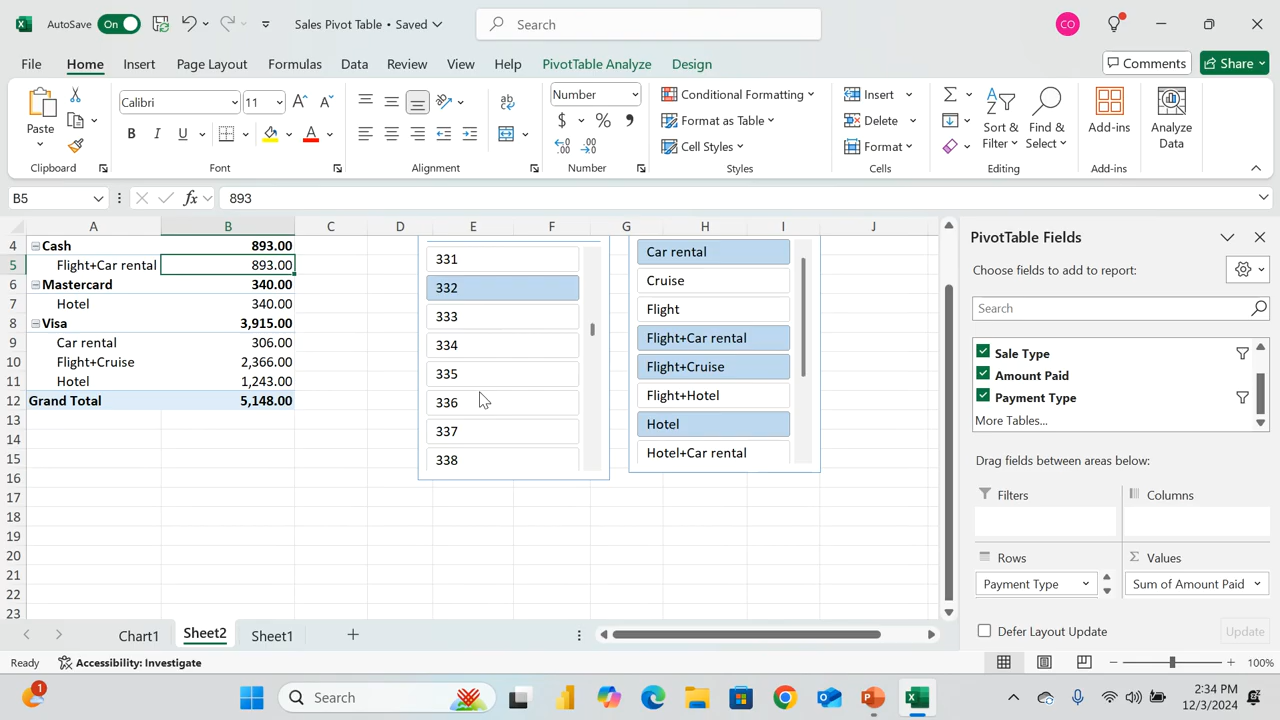 AutoSave On Sales Pivot Table • Saved Search CO
File Home Insert Page Layout Formulas Data Review View Help PivotTable Analyze Design Comments Share
Paste Calibri 11 Number Conditional Formatting Insert
B I U Format as Table Delete Sort & Filter Find & Select Add-ins Analyze Data
Cell Styles Format
Clipboard Font Alignment Number Styles Cells Editing Add-ins
B5 fx 893
A B C D E F G H I J
4 Cash 893.00
5 Flight+Car rental 893.00
6 Mastercard 340.00
7 Hotel 340.00
8 Visa 3,915.00
9 Car rental 306.00
10 Flight+Cruise 2,366.00
11 Hotel 1,243.00
12 Grand Total 5,148.00
13
14
15
16
17
18
19
20
21
22
23
331
332
333
334
335
336
337
338
Car rental
Cruise
Flight
Flight+Car rental
Flight+Cruise
Flight+Hotel
Hotel
Hotel+Car rental
PivotTable Fields
Choose fields to add to report:
Search
Sale Type
Amount Paid
Payment Type
More Tables...
Drag fields between areas below:
Filters Columns
Rows Σ Values
Payment Type Sum of Amount Paid
Defer Layout Update Update
Chart1 Sheet2 Sheet1
Ready Accessibility: Investigate 100%
1 Search 2:34 PM
12/3/2024